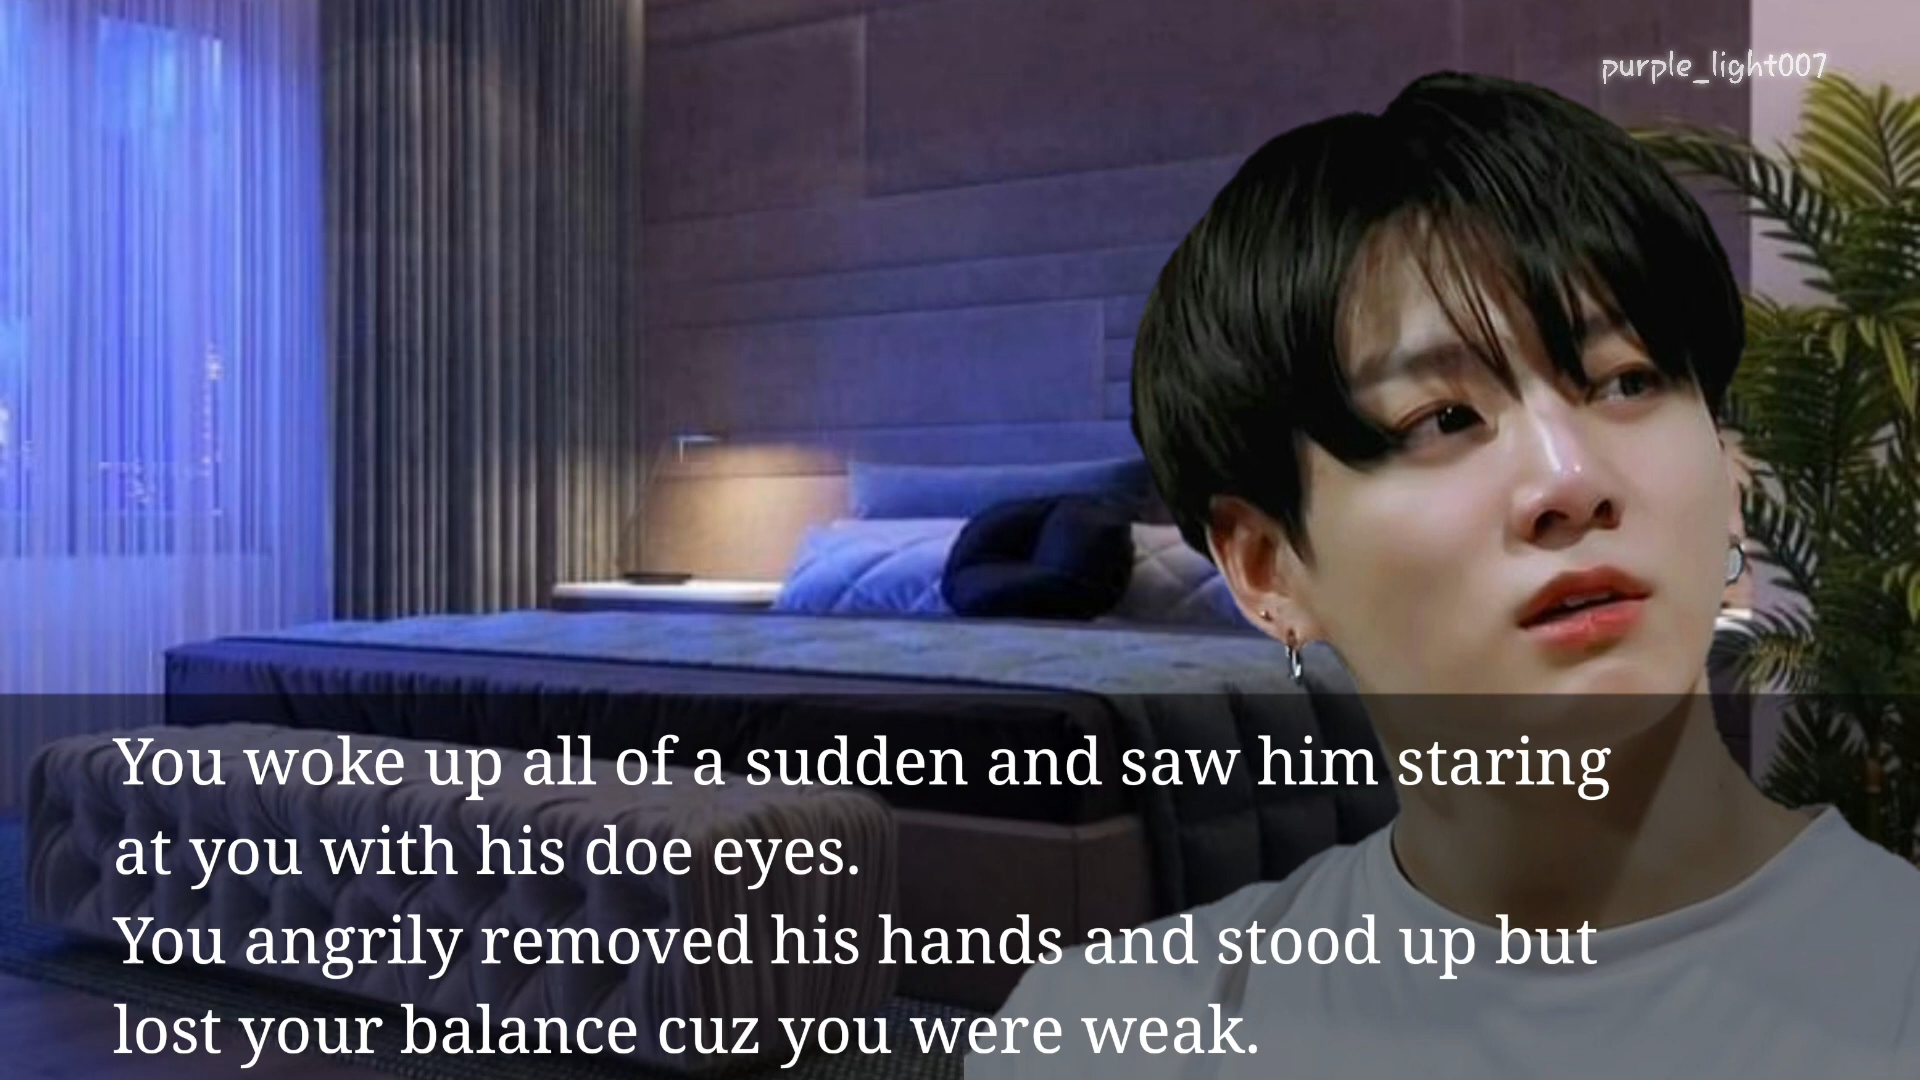 purple_light007
You woke up all of a sudden and saw him staring
at you with his doe eyes.
You angrily removed his hands and stood up but
lost your balance cuz you were weak.